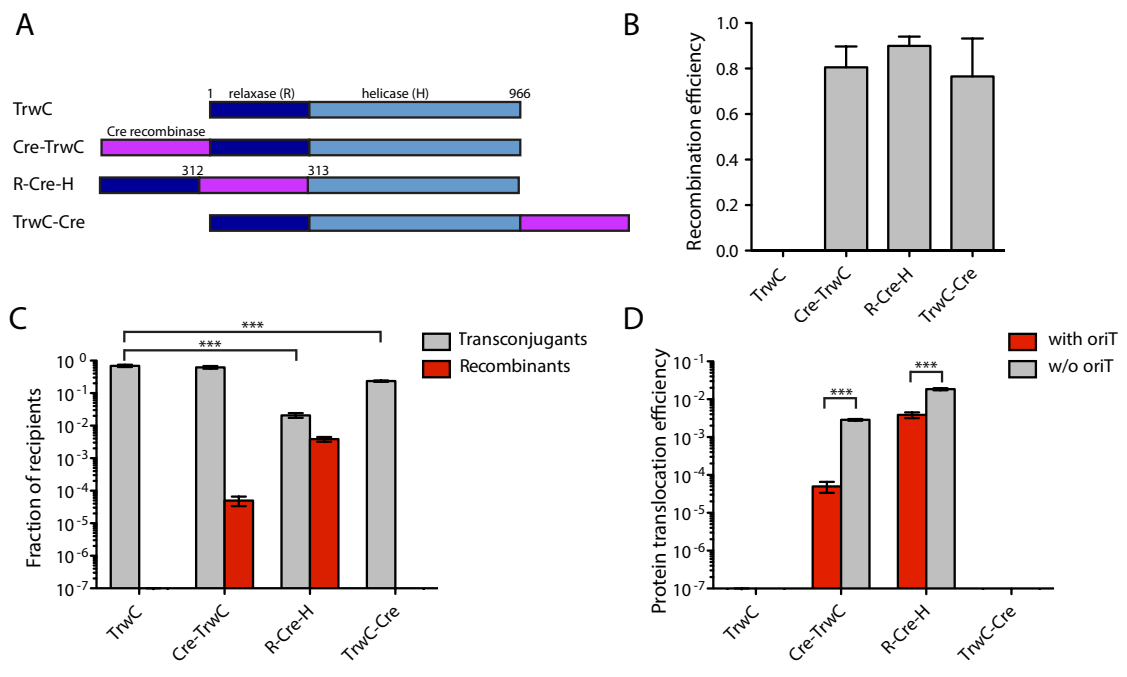 A
1 relaxase (R) helicase (H) 966
TrwC
Cre recombinase
Cre-TrwC
312 313
R-Cre-H
TrwC-Cre
B
Recombination efficiency
1.0
0.8
0.6
0.4
0.2
0.0
TrwC
Cre-TrwC
R-Cre-H
TrwC-Cre
C
***
***
Transconjugants
Recombinants
Fraction of recipients
10 0
10 -1
10 -2
10 -3
10 -4
10 -5
10 -6
10 -7
TrwC
Cre-TrwC
R-Cre-H
TrwC-Cre
D
with oriT
w/o oriT
***
***
Protein translocation efficiency
10 -1
10 -2
10 -3
10 -4
10 -5
10 -6
10 -7
TrwC
Cre-TrwC
R-Cre-H
TrwC-Cre